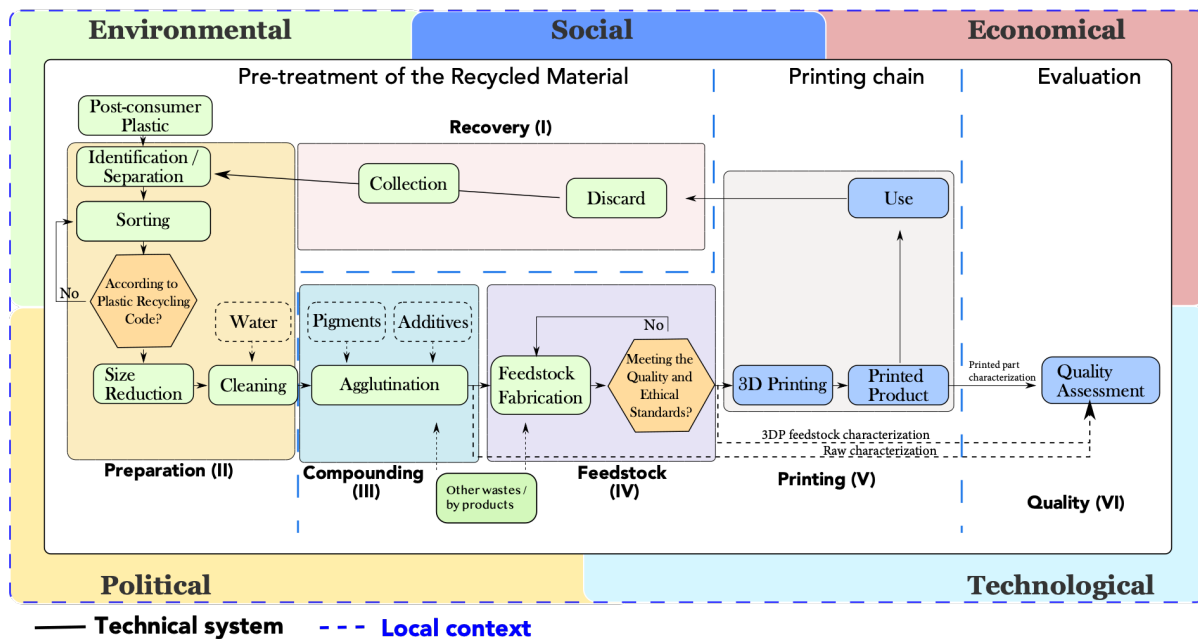 Environmental
Social
Economical
Pre-treatment of the Recycled Material
Printing chain
Evaluation
Post-consumer
Plastic
Recovery (I)
Identification /
Separation
Collection
Discard
Use
Sorting
No
According to
Plastic Recycling
Code?
Water
Pigments
Additives
No
Meeting the
Quality and
Ethical
Standards?
Size
Reduction
Cleaning
Agglutination
Feedstock
Fabrication
3D Printing
Printed
Product
Printed part
characterization
Quality
Assessment
3DP feedstock characterization
Raw characterization
Preparation (II)
Compounding
(III)
Other wastes /
by products
Feedstock
(IV)
Printing (V)
Quality (VI)
Political
Technological
Technical system
Local context